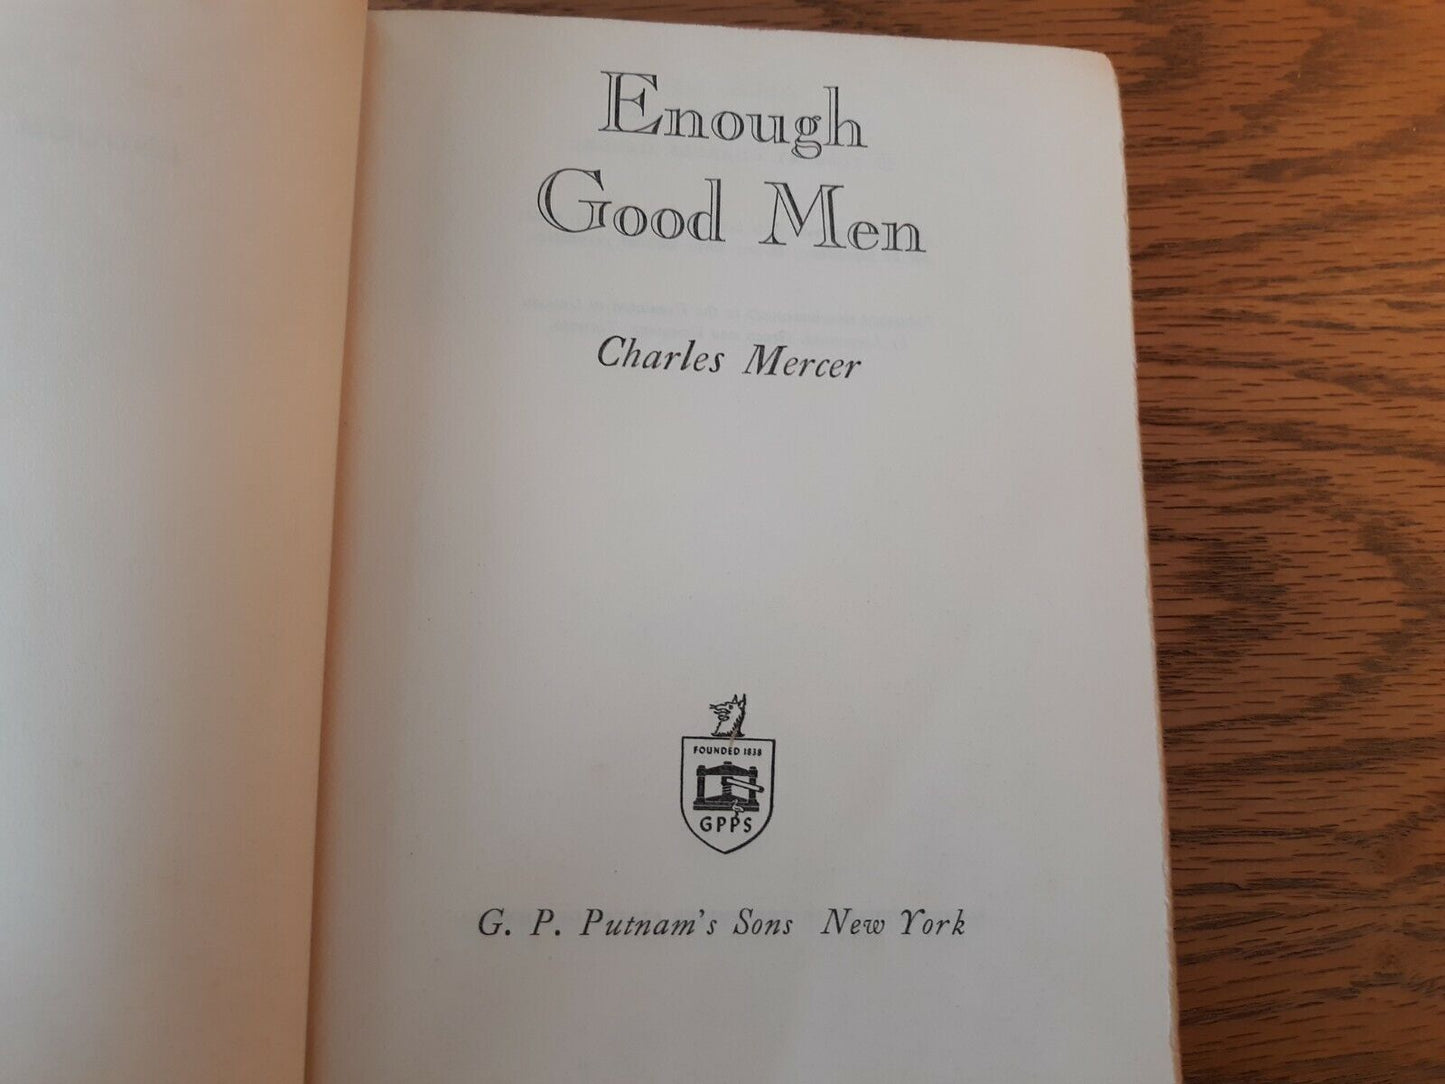 Enough
Good Men
Charles Mercer
FOUNDED 1838
GPPS
G. P. Putnam's Sons New York